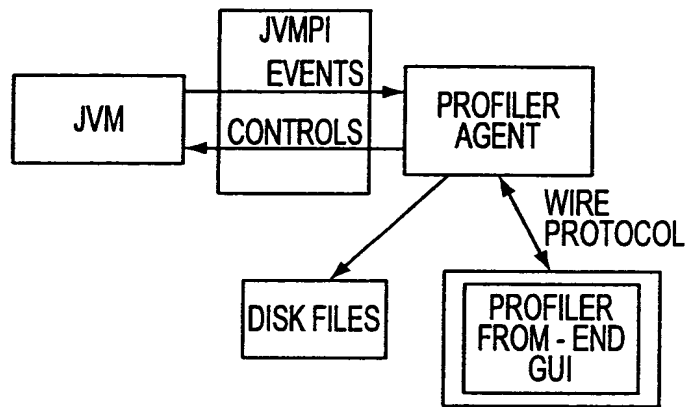 JVMPI
EVENTS
JVM
CONTROLS
PROFILER
AGENT
WIRE
PROTOCOL
DISK FILES
PROFILER
FROM - END
GUI